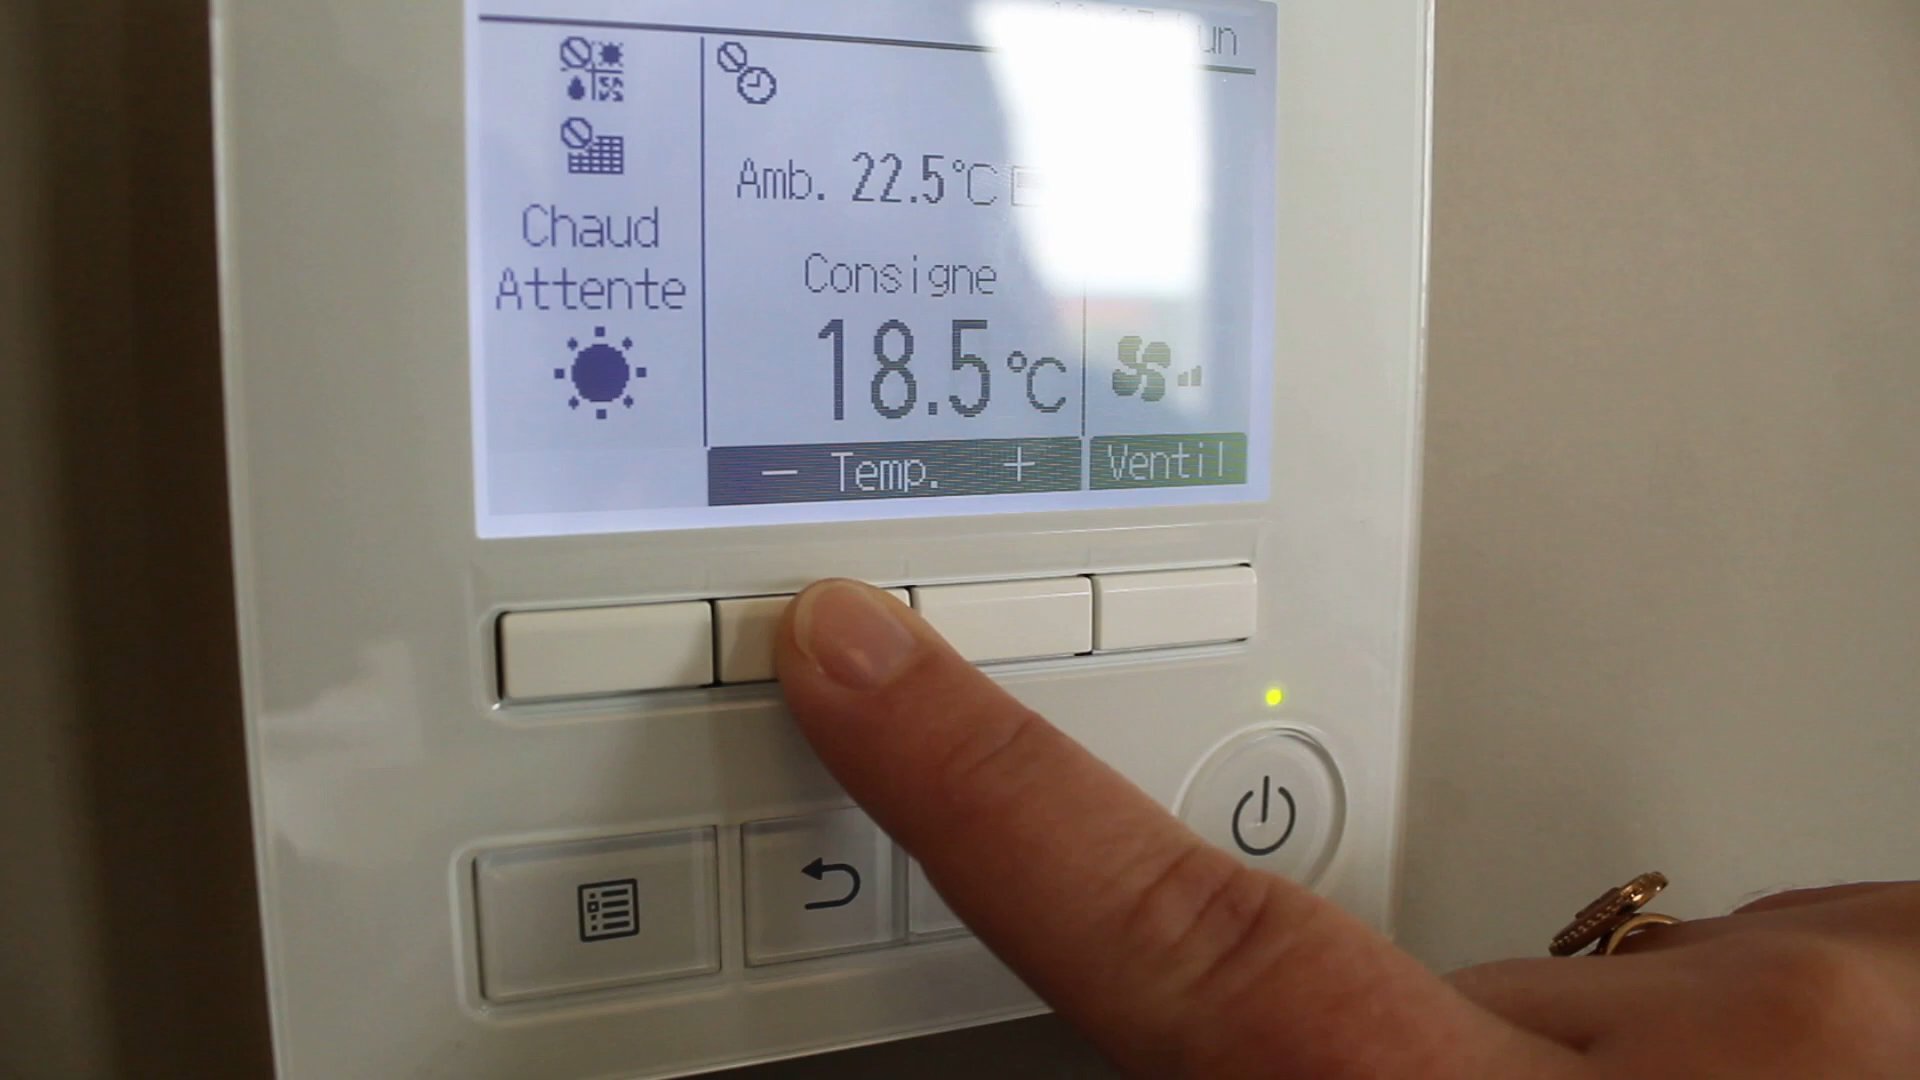 Amb. 22.5°C
Chaud
Attente
Consigne
18.5°C
− Temp. +
Ventil